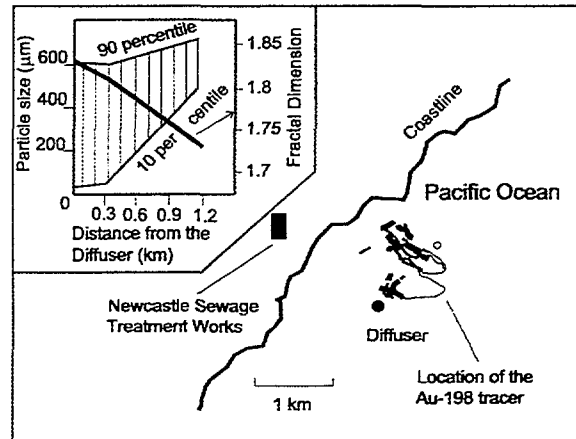 90 percentile
10 per centile
Particle size (μm)
600
400
200
0
0.3 0.6 0.9 1.2
Distance from the
Diffuser (km)
1.85
1.8
1.75
1.7
Fractal Dimension
Coastline
Pacific Ocean
Newcastle Sewage
Treatment Works
Diffuser
Location of the
Au-198 tracer
1 km